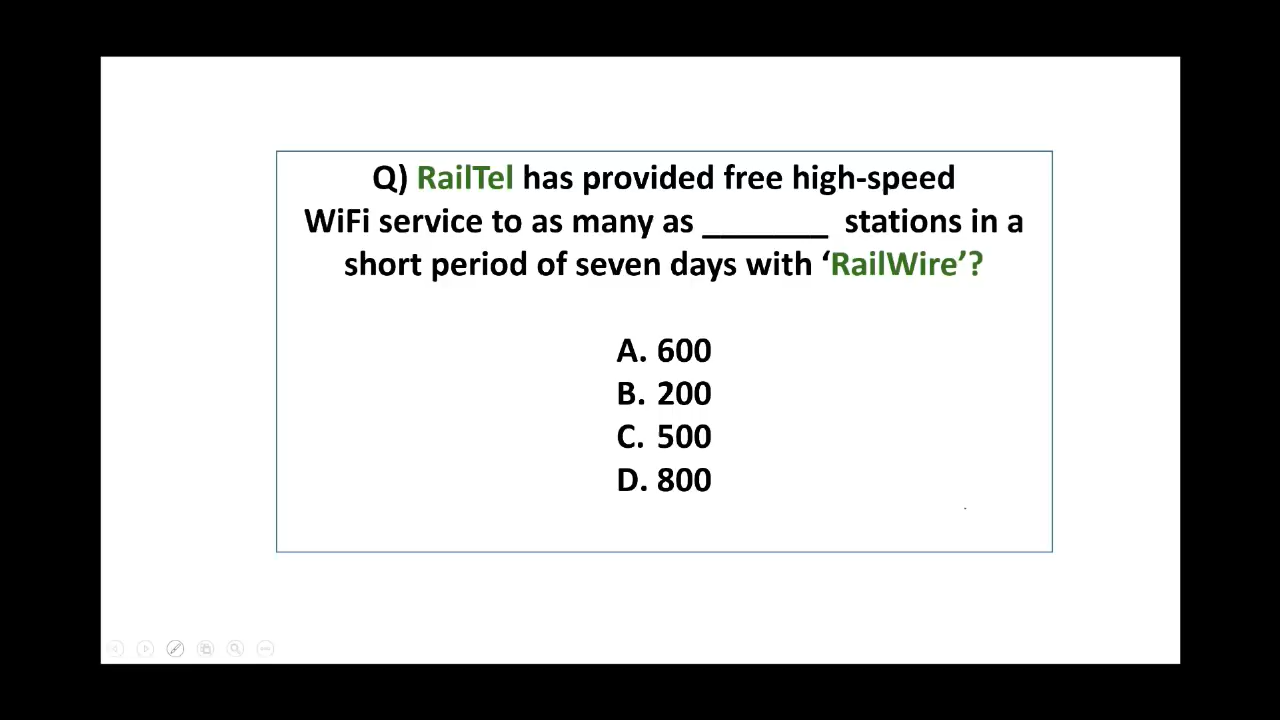 Q) RailTel has provided free high-speed
WiFi service to as many as _______ stations in a
short period of seven days with ‘RailWire’?
A. 600
B. 200
C. 500
D. 800